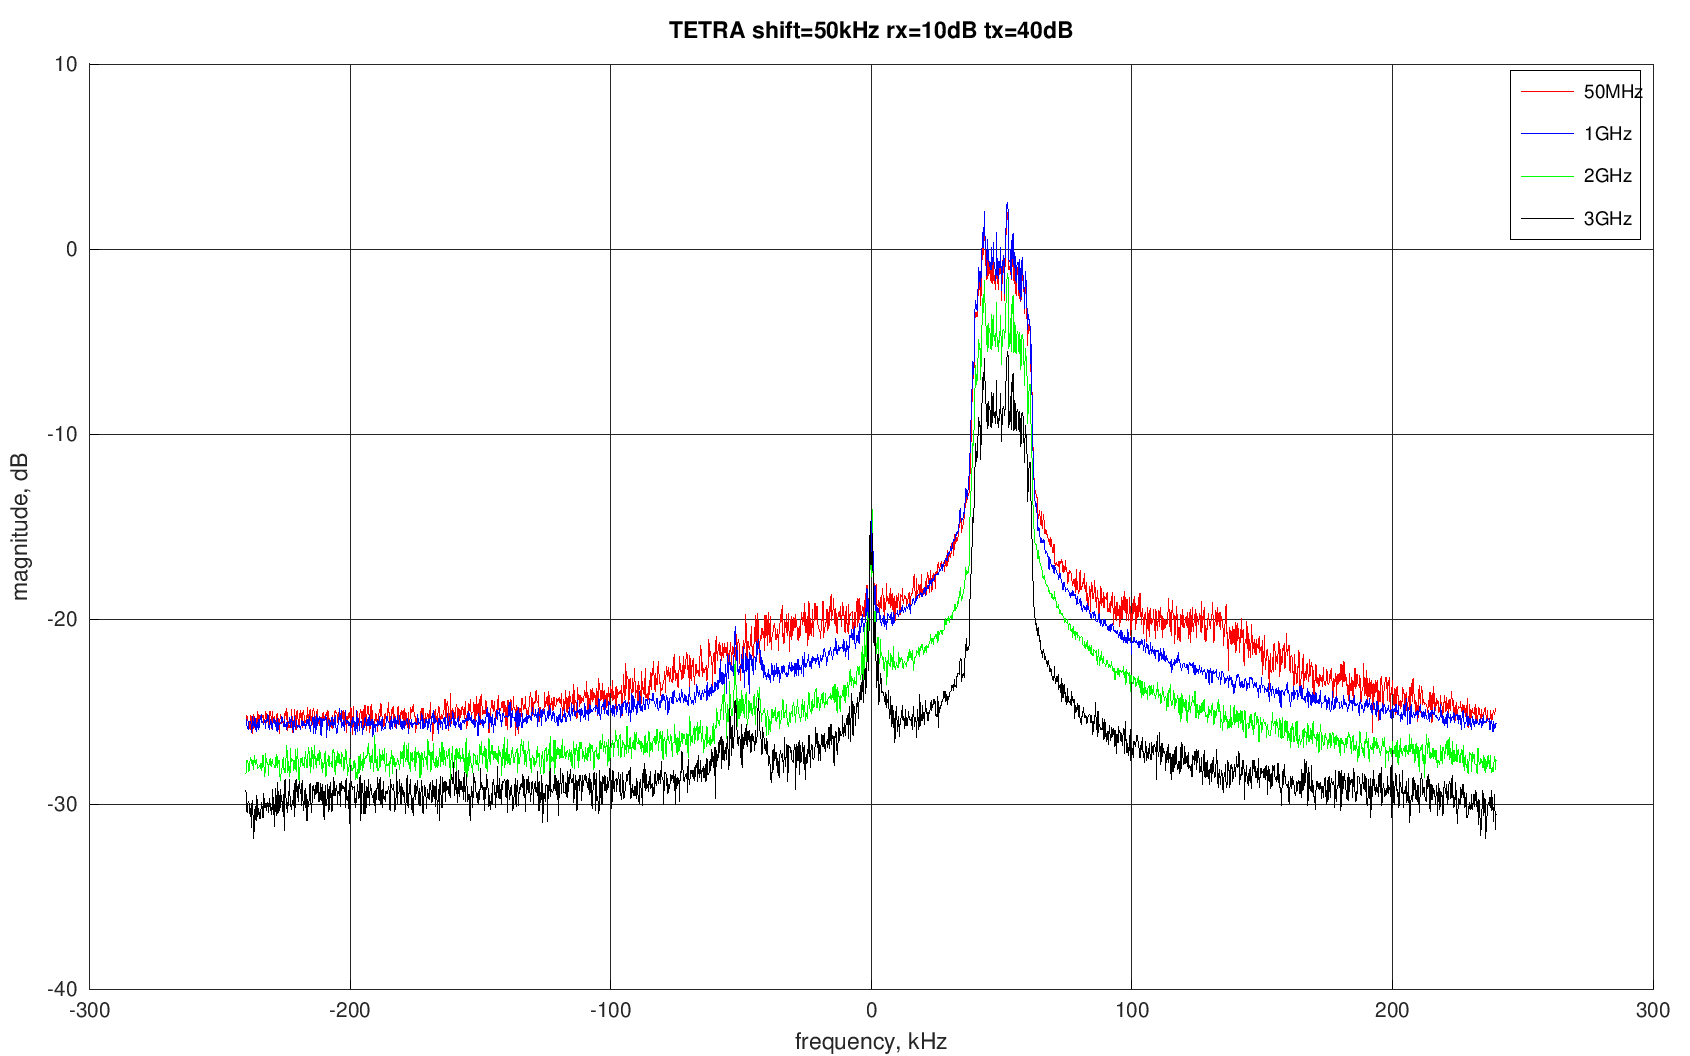 TETRA shift=50kHz rx=10dB tx=40dB
10
0
-10
-20
-30
-40
magnitude, dB
50MHz
1GHz
2GHz
3GHz
-300
-200
-100
0
100
200
300
frequency, kHz